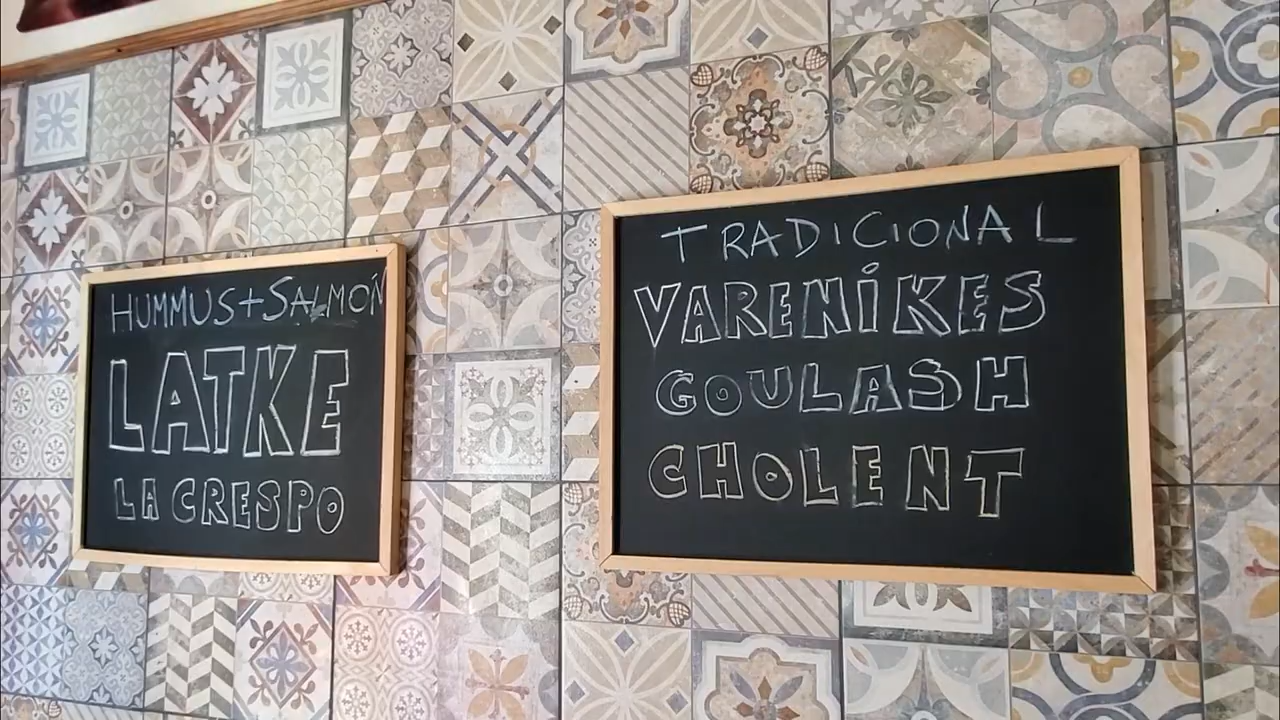 HUMMUS+SALMÓN
LATKE
LA CRESPO
TRADICIONAL
VARENIKES
GOULASH
CHOLENT